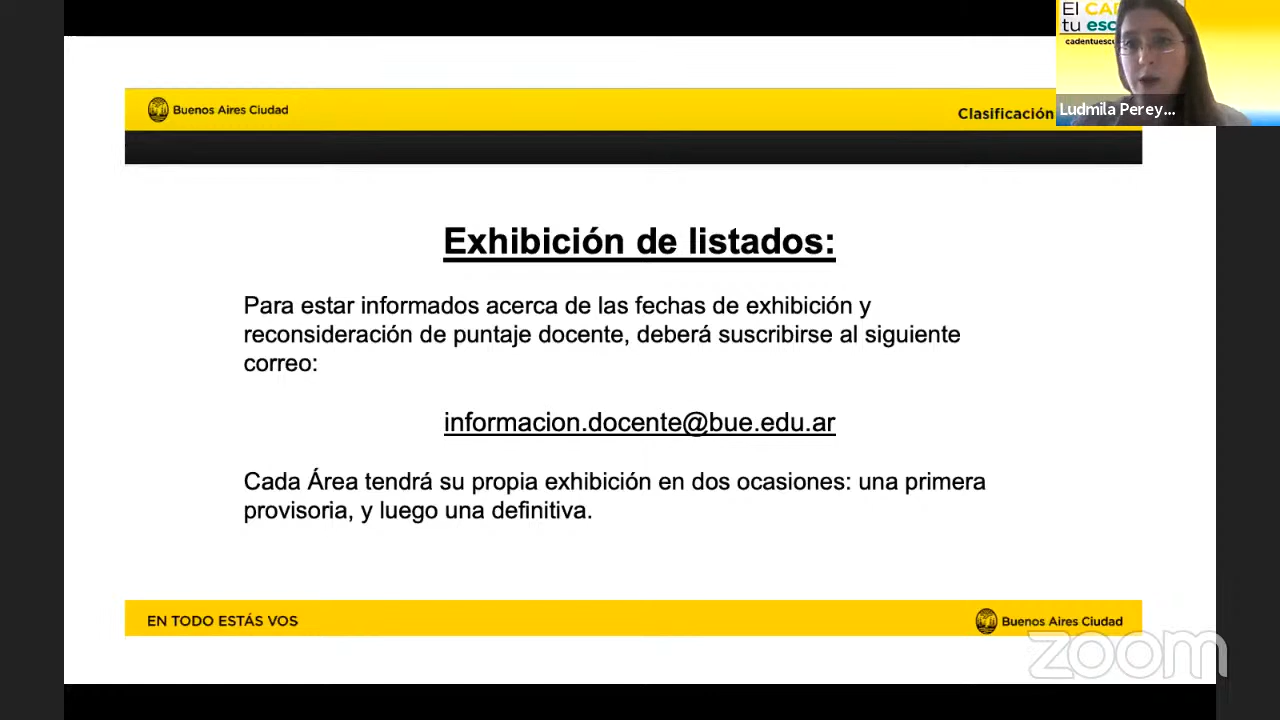 El CAD
tu esc
cadentuescu
Ludmila Perey...
Buenos Aires Ciudad
Clasificación
Exhibición de listados:
Para estar informados acerca de las fechas de exhibición y
reconsideración de puntaje docente, deberá suscribirse al siguiente
correo:
informacion.docente@bue.edu.ar
Cada Área tendrá su propia exhibición en dos ocasiones: una primera
provisoria, y luego una definitiva.
EN TODO ESTÁS VOS
Buenos Aires Ciudad
zoom